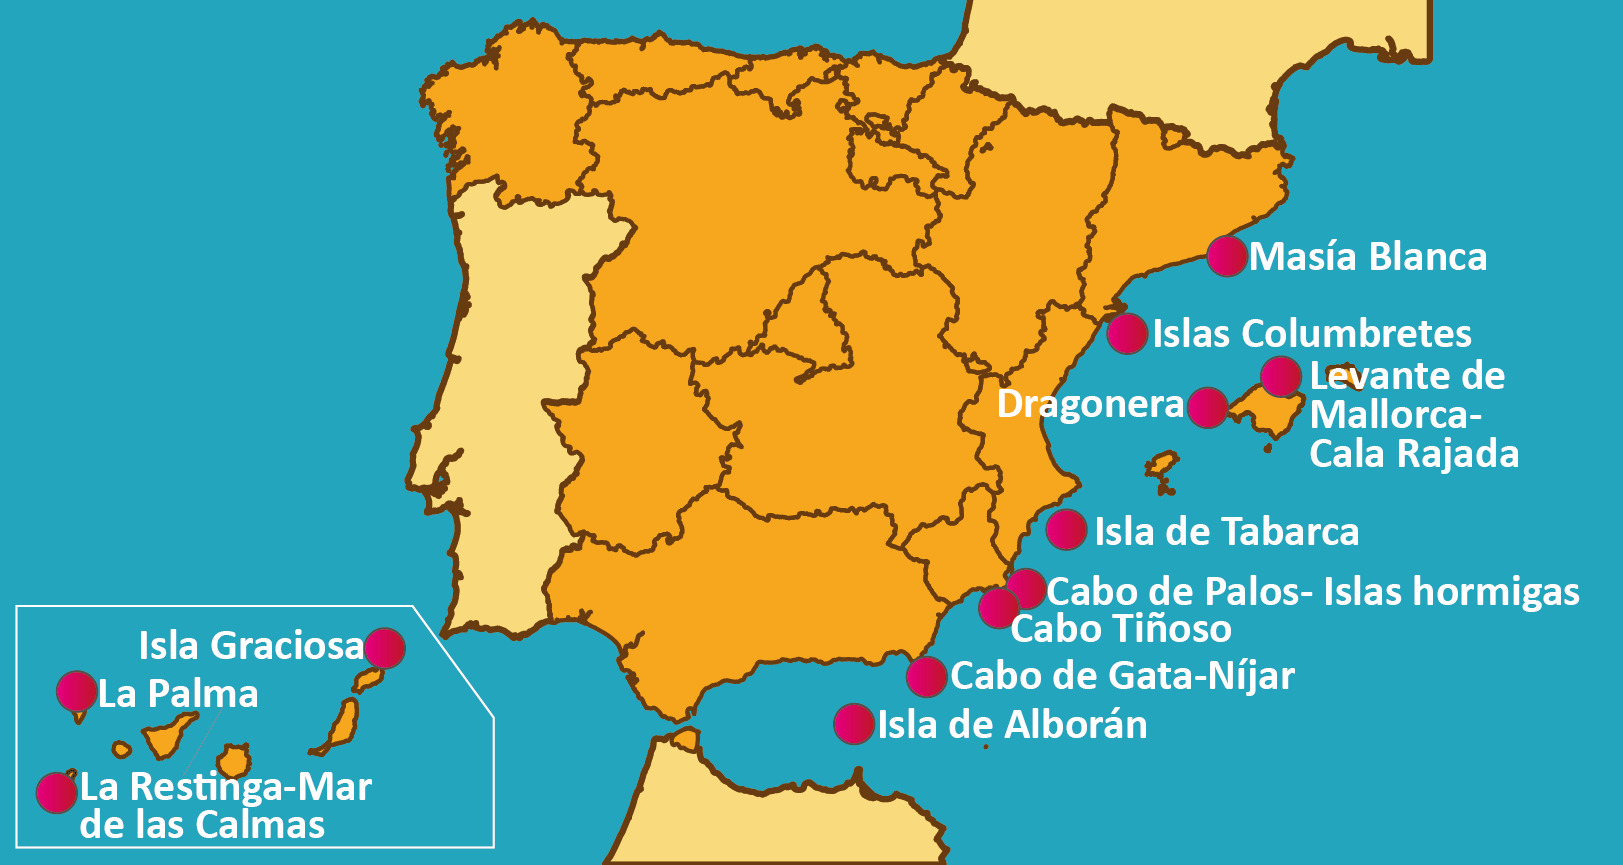 Masía Blanca
Islas Columbretes
Levante de
Mallorca-
Cala Rajada
Dragonera
Isla de Tabarca
Cabo de Palos- Islas hormigas
Cabo Tiñoso
Cabo de Gata-Níjar
Isla de Alborán
Isla Graciosa
La Palma
La Restinga-Mar
de las Calmas